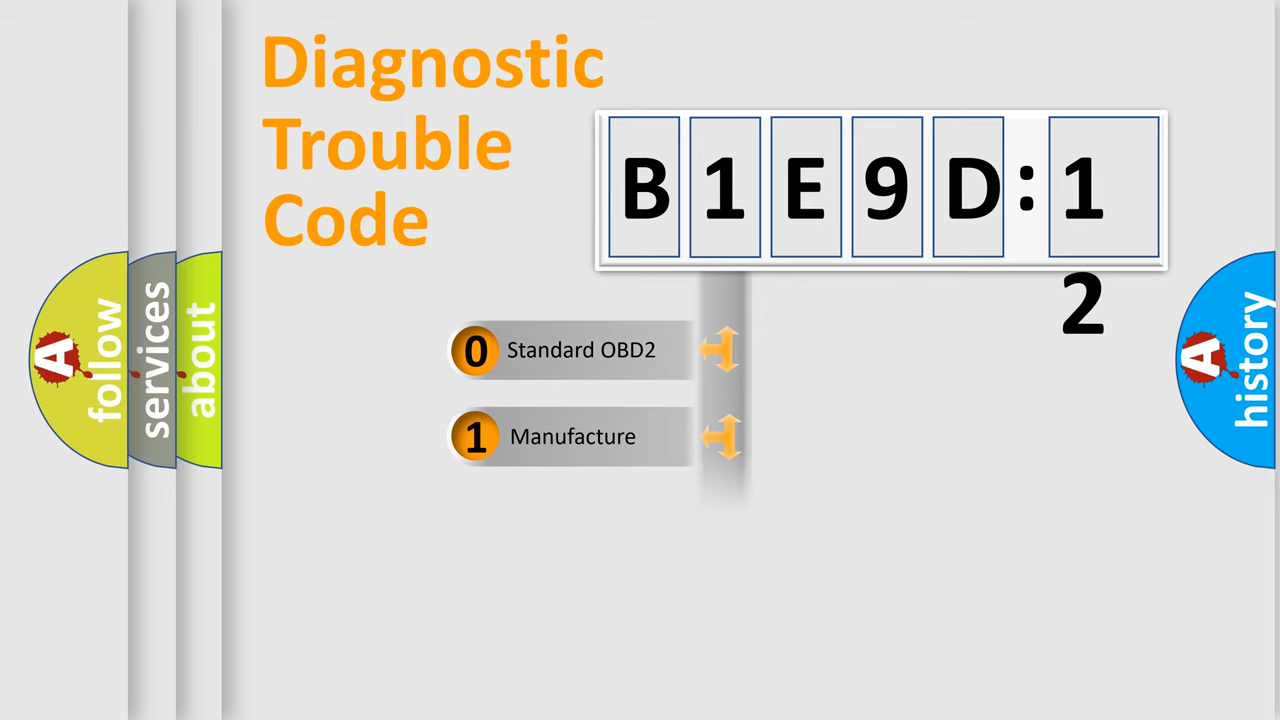 Diagnostic
Trouble
Code
B 1 E 9 D : 1
2
0 Standard OBD2
1 Manufacture
A follow
services
about
A history